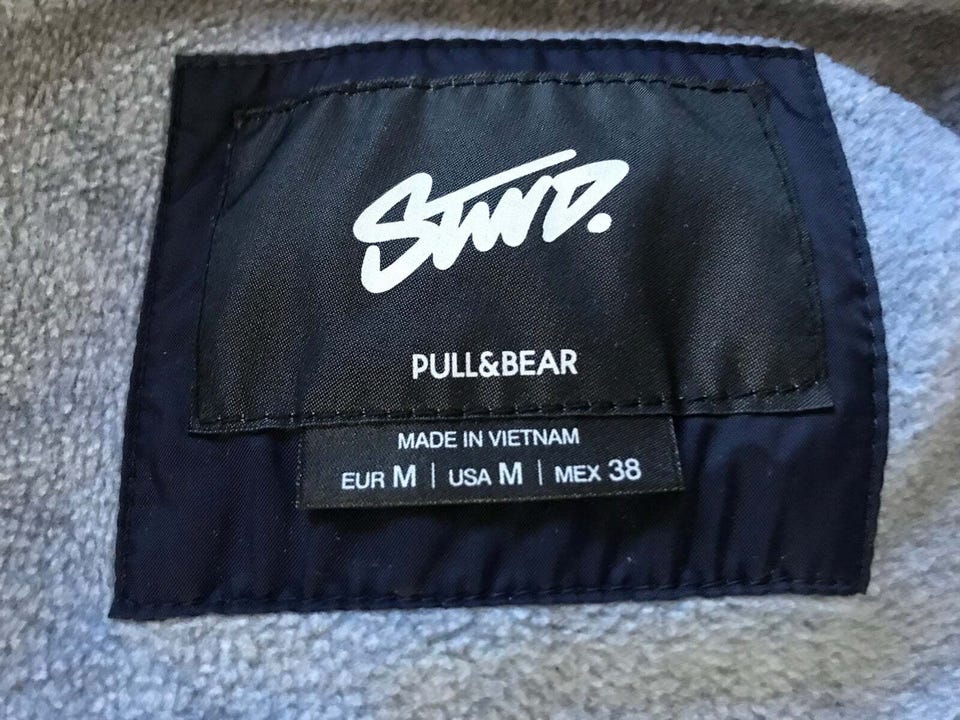 STWD.
PULL&BEAR
MADE IN VIETNAM
EUR M | USA M | MEX 38